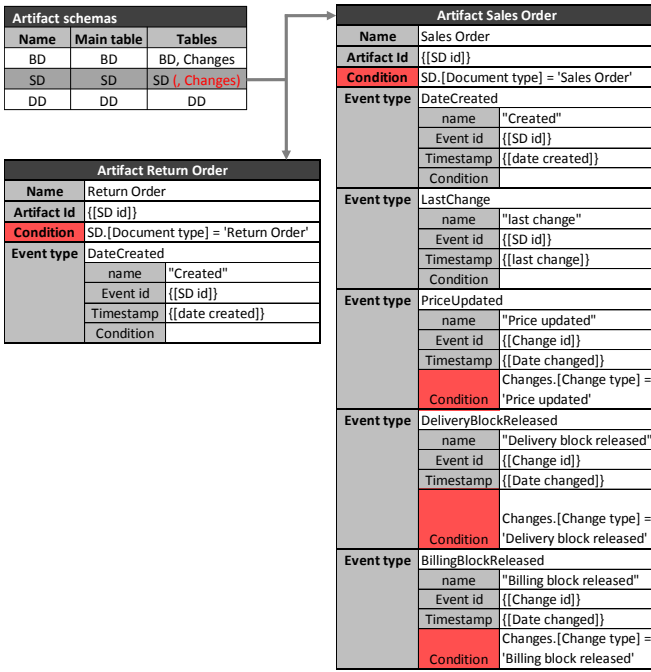 Artifact schemas
Name Main table Tables
BD BD BD, Changes
SD SD SD (, Changes)
DD DD DD
Artifact Return Order
Name Return Order
Artifact Id {[SD id]}
Condition SD.[Document type] = 'Return Order'
Event type DateCreated
name "Created"
Event id {[SD id]}
Timestamp {[date created]}
Condition
Artifact Sales Order
Name Sales Order
Artifact Id {[SD id]}
Condition SD.[Document type] = 'Sales Order'
Event type DateCreated
name "Created"
Event id {[SD id]}
Timestamp {[date created]}
Condition
Event type LastChange
name "last change"
Event id {[SD id]}
Timestamp {[last change]}
Condition
Event type PriceUpdated
name "Price updated"
Event id {[Change id]}
Timestamp {[Date changed]}
Changes.[Change type] =
Condition 'Price updated'
Event type DeliveryBlockReleased
name "Delivery block released"
Event id {[Change id]}
Timestamp {[Date changed]}
Changes.[Change type] =
Condition 'Delivery block released'
Event type BillingBlockReleased
name "Billing block released"
Event id {[Change id]}
Timestamp {[Date changed]}
Changes.[Change type] =
Condition 'Billing block released'